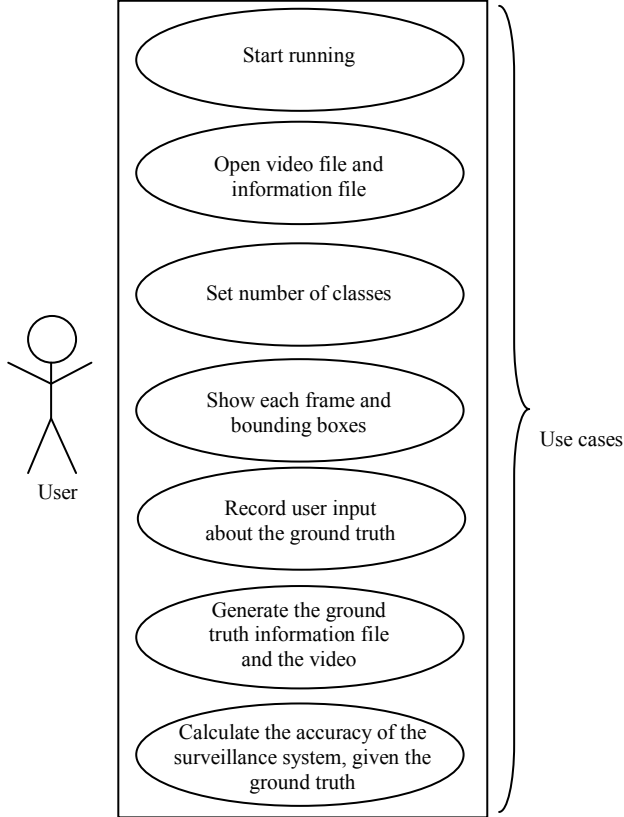 Start running
Open video file and
information file
Set number of classes
Show each frame and
bounding boxes
Use cases
User
Record user input
about the ground truth
Generate the ground
truth information file
and the video
Calculate the accuracy of the
surveillance system, given the
ground truth